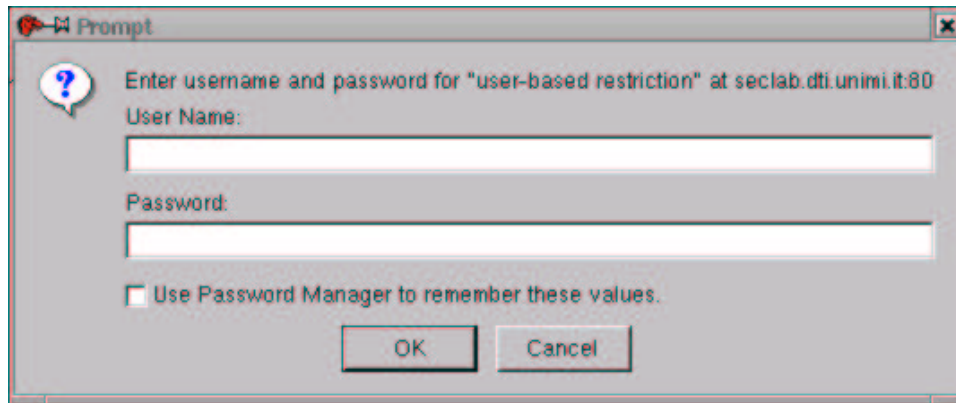 Prompt
Enter username and password for "user-based restriction" at seclab.dti.unimi.it:80
User Name:
Password:
Use Password Manager to remember these values.
OK Cancel